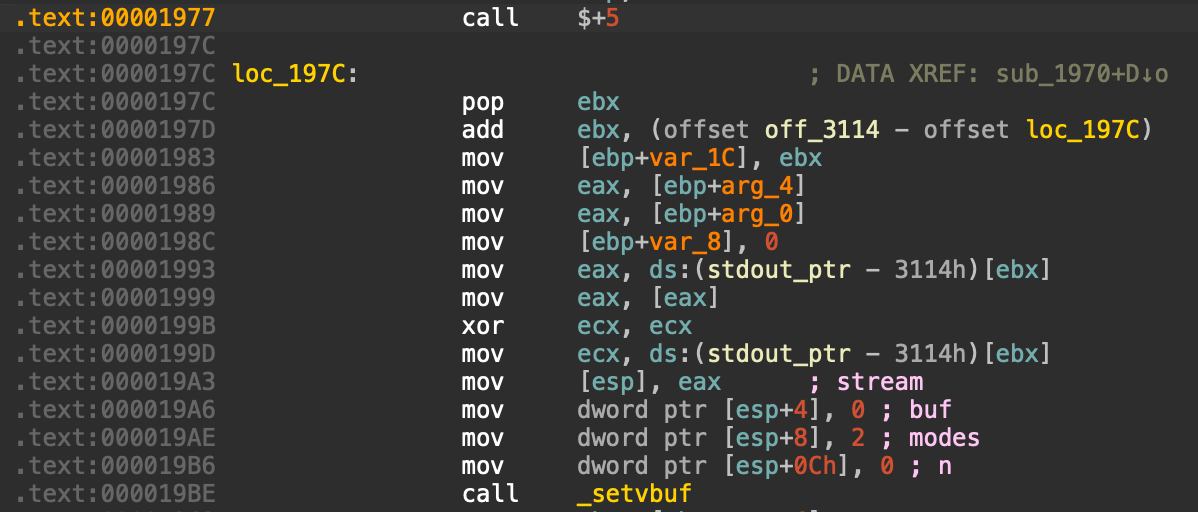 .text:00001977 call $+5
.text:0000197C
.text:0000197C loc_197C: ; DATA XREF: sub_1970+D↓o
.text:0000197C pop ebx
.text:0000197D add ebx, (offset off_3114 - offset loc_197C)
.text:00001983 mov [ebp+var_1C], ebx
.text:00001986 mov eax, [ebp+arg_4]
.text:00001989 mov eax, [ebp+arg_0]
.text:0000198C mov [ebp+var_8], 0
.text:00001993 mov eax, ds:(stdout_ptr - 3114h)[ebx]
.text:00001999 mov eax, [eax]
.text:0000199B xor ecx, ecx
.text:0000199D mov ecx, ds:(stdout_ptr - 3114h)[ebx]
.text:000019A3 mov [esp], eax ; stream
.text:000019A6 mov dword ptr [esp+4], 0 ; buf
.text:000019AE mov dword ptr [esp+8], 2 ; modes
.text:000019B6 mov dword ptr [esp+0Ch], 0 ; n
.text:000019BE call _setvbuf